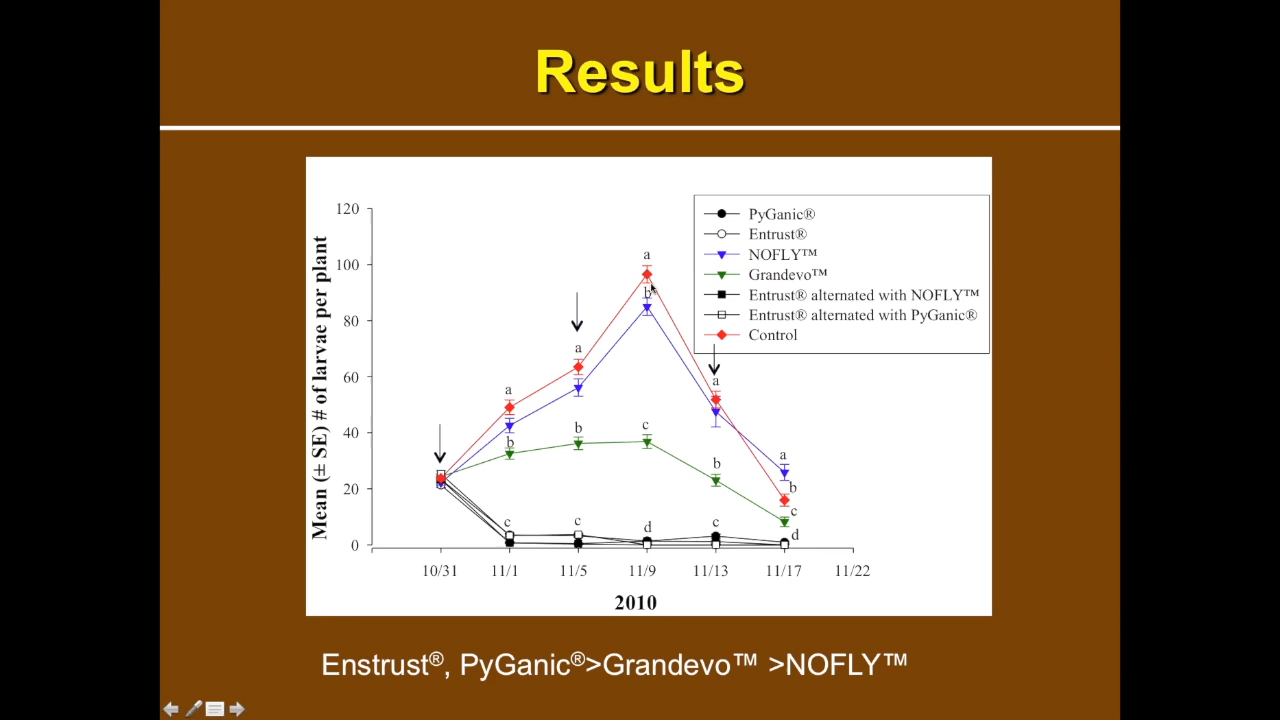 Results
120
100
80
60
40
20
0
Mean (± SE) # of larvae per plant
PyGanic®
Entrust®
NOFLY™
Grandevo™
Entrust® alternated with NOFLY™
Entrust® alternated with PyGanic®
Control
a
b
a
a
a
b
b
c
b
a
b
c
c
c
d
c
d
10/31 11/1 11/5 11/9 11/13 11/17 11/22
2010
Enstrust®, PyGanic®>Grandevo™ >NOFLY™